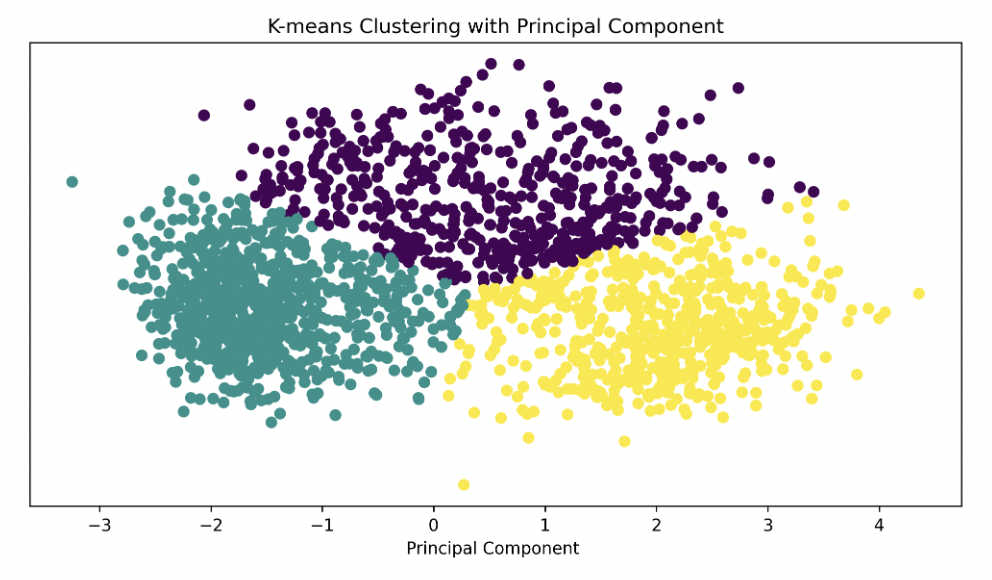 K-means Clustering with Principal Component
−3 −2 −1 0 1 2 3 4
Principal Component